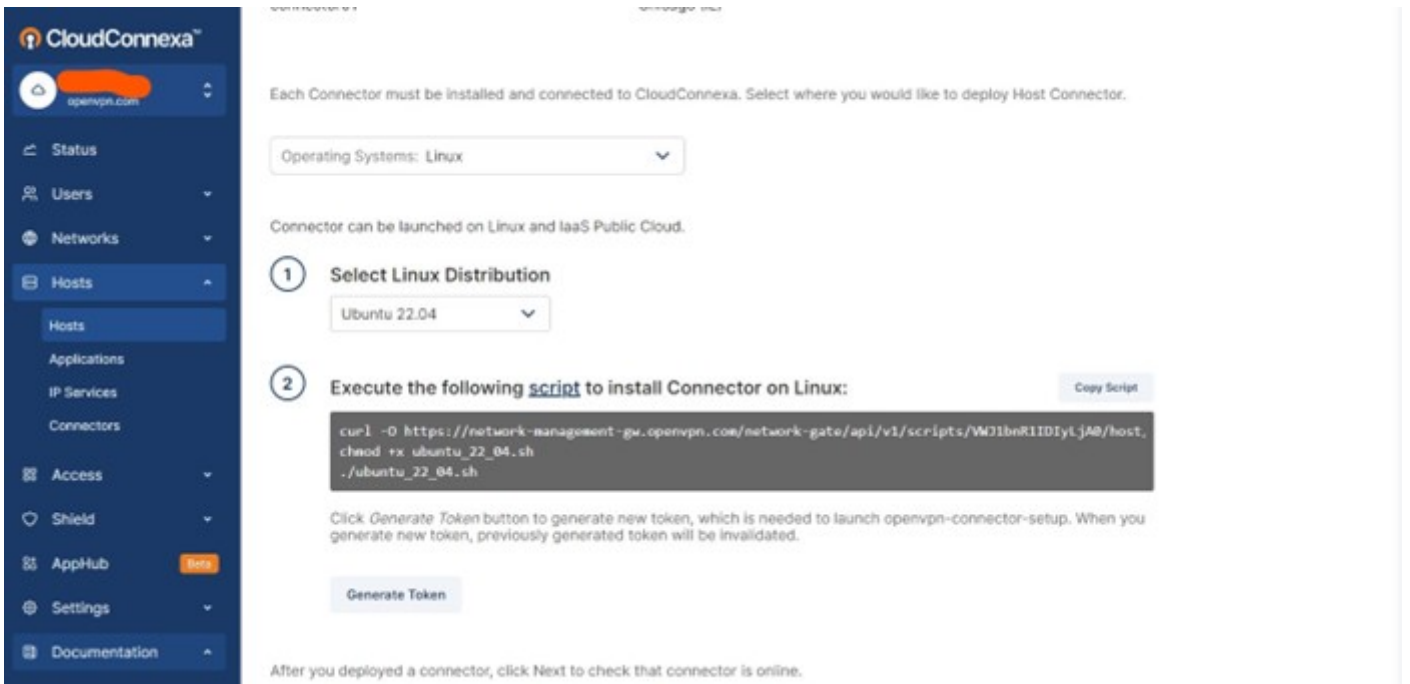 CloudConnexa™
openvpn.com
Status
Users
Networks
Hosts
Hosts
Applications
IP Services
Connectors
Access
Shield
AppHub
Beta
Settings
Documentation
Each Connector must be installed and connected to CloudConnexa. Select where you would like to deploy Host Connector.
Operating Systems: Linux
Connector can be launched on Linux and IaaS Public Cloud.
1
Select Linux Distribution
Ubuntu 22.04
2
Execute the following script to install Connector on Linux:
Copy Script
curl -O https://network-management-gw.openvpn.com/network-gate/api/v1/scripts/VWJ1bnR1IDIyLjA0/host,
chmod +x ubuntu_22_04.sh
./ubuntu_22_04.sh
Click Generate Token button to generate new token, which is needed to launch openvpn-connector-setup. When you
generate new token, previously generated token will be invalidated.
Generate Token
After you deployed a connector, click Next to check that connector is online.